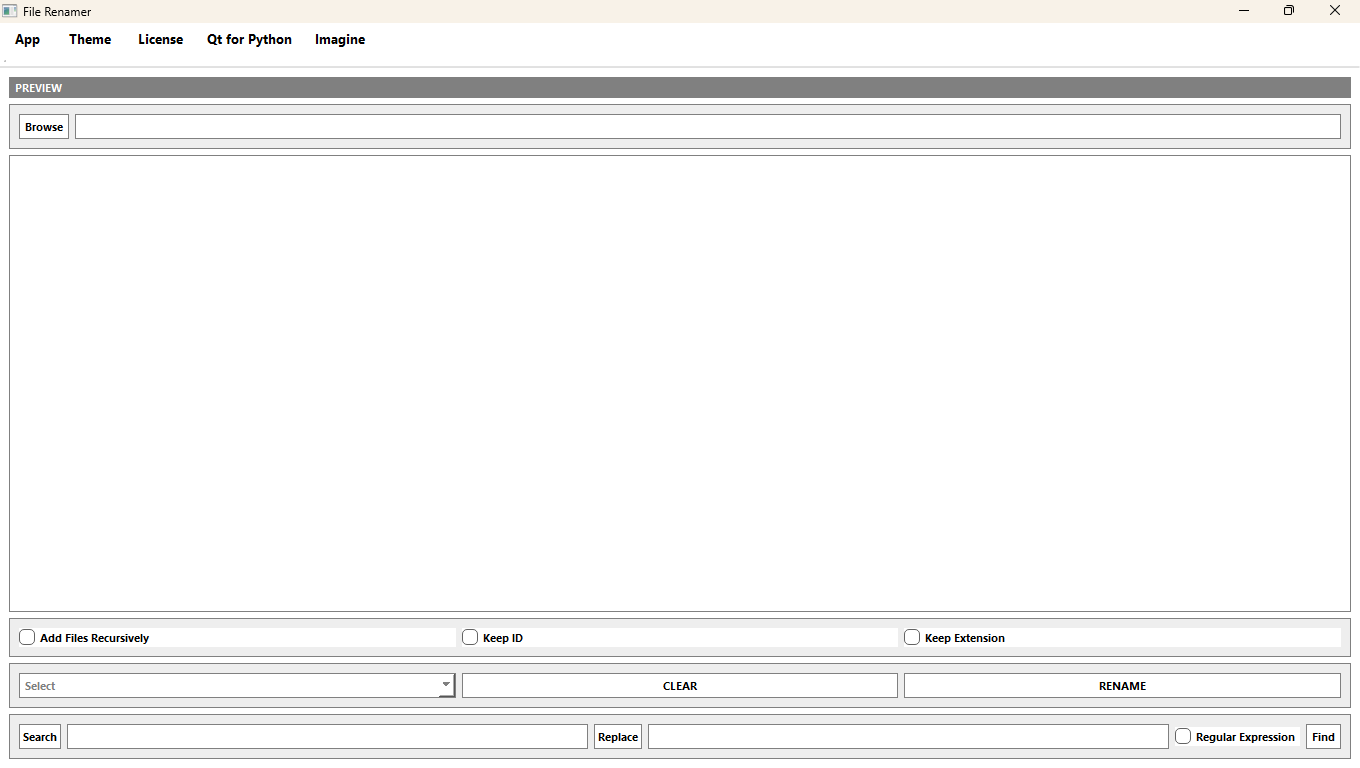 File Renamer
App Theme License Qt for Python Imagine
PREVIEW
Browse
Add Files Recursively Keep ID Keep Extension
Select CLEAR RENAME
Search Replace Regular Expression Find